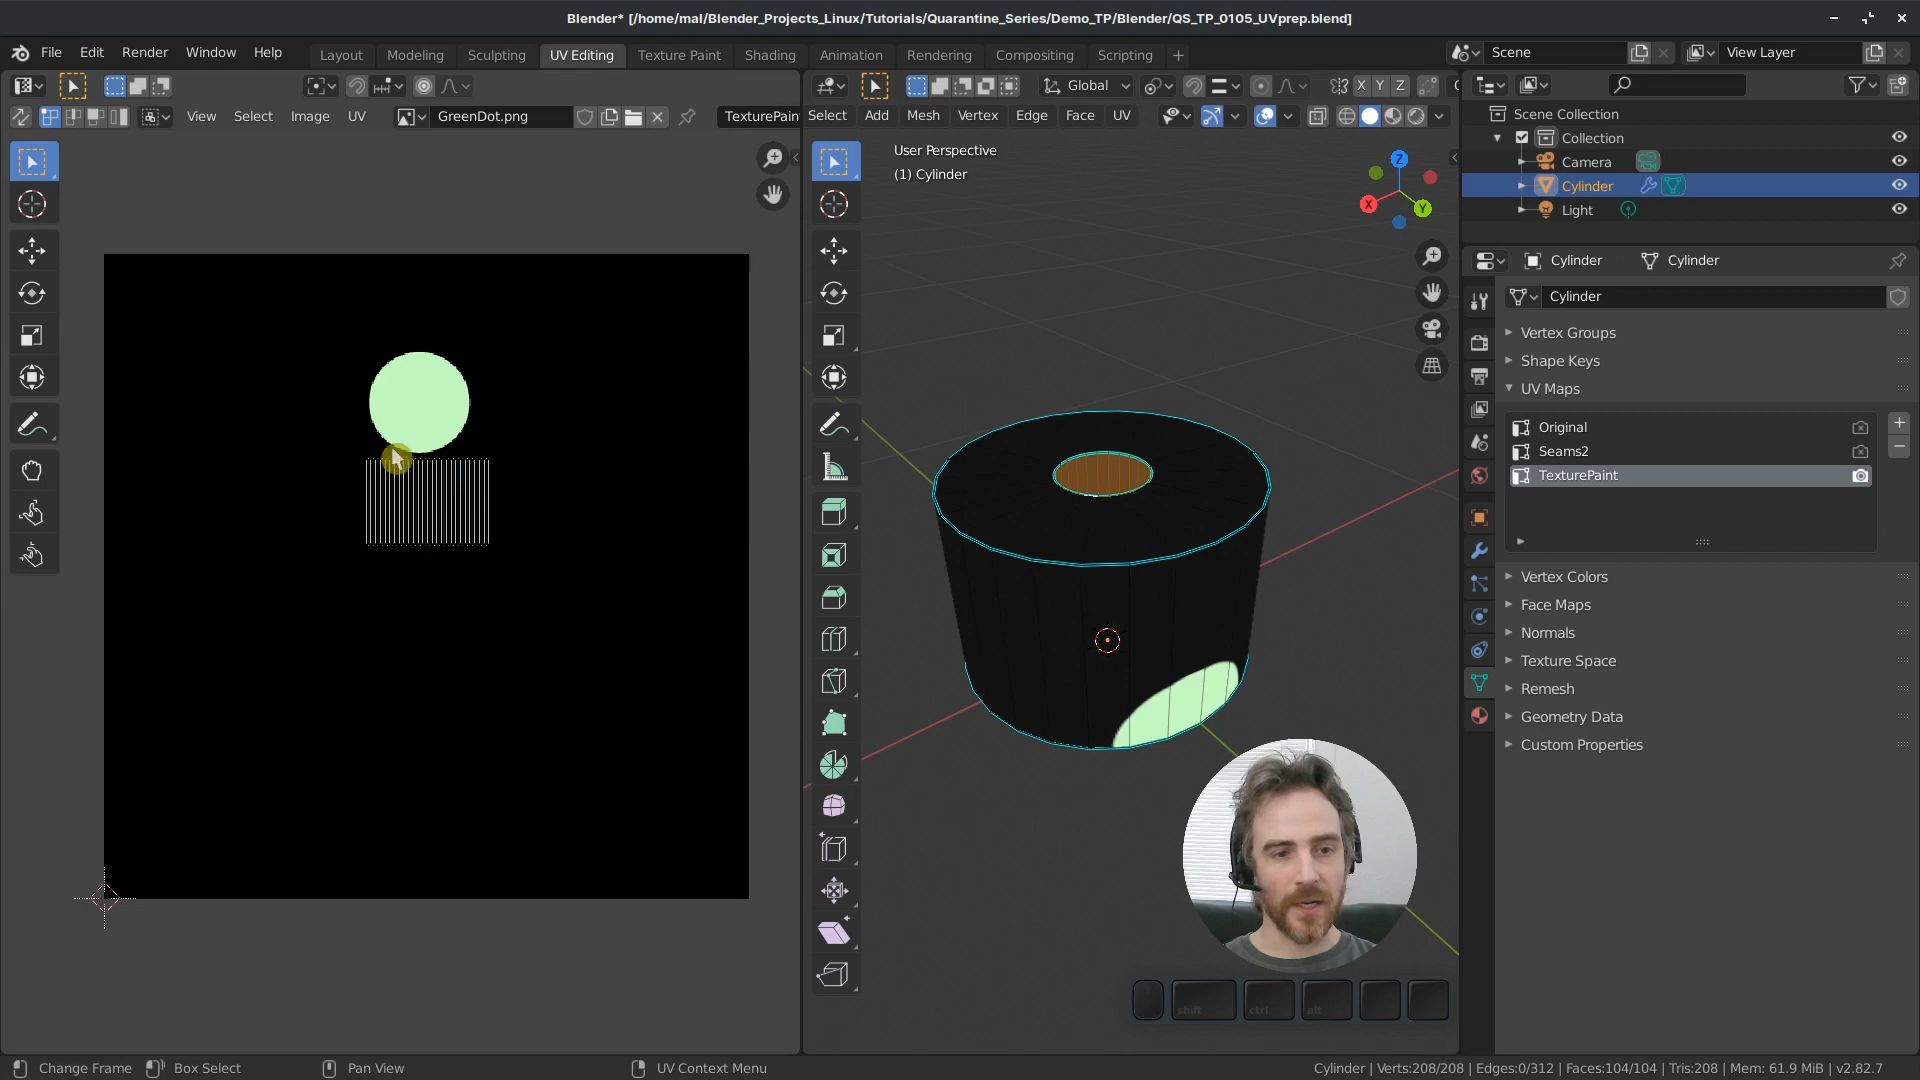 Blender* [/home/mal/Blender_Projects_Linux/Tutorials/Quarantine_Series/Demo_TP/Blender/QS_TP_0105_UVprep.blend]
File Edit Render Window Help Layout Modeling Sculpting UV Editing Texture Paint Shading Animation Rendering Compositing Scripting + Scene View Layer
Global X Y Z
View Select Image UV GreenDot.png TexturePain
Select Add Mesh Vertex Edge Face UV
User Perspective
(1) Cylinder
Z
X
Y
Scene Collection
Collection
Camera
Cylinder
Light
Cylinder Cylinder
Cylinder
Vertex Groups
Shape Keys
UV Maps
Original
Seams2
TexturePaint
Vertex Colors
Face Maps
Normals
Texture Space
Remesh
Geometry Data
Custom Properties
shift ctrl alt
Change Frame Box Select Pan View UV Context Menu Cylinder | Verts:208/208 | Edges:0/312 | Faces:104/104 | Tris:208 | Mem: 61.9 MiB | v2.82.7